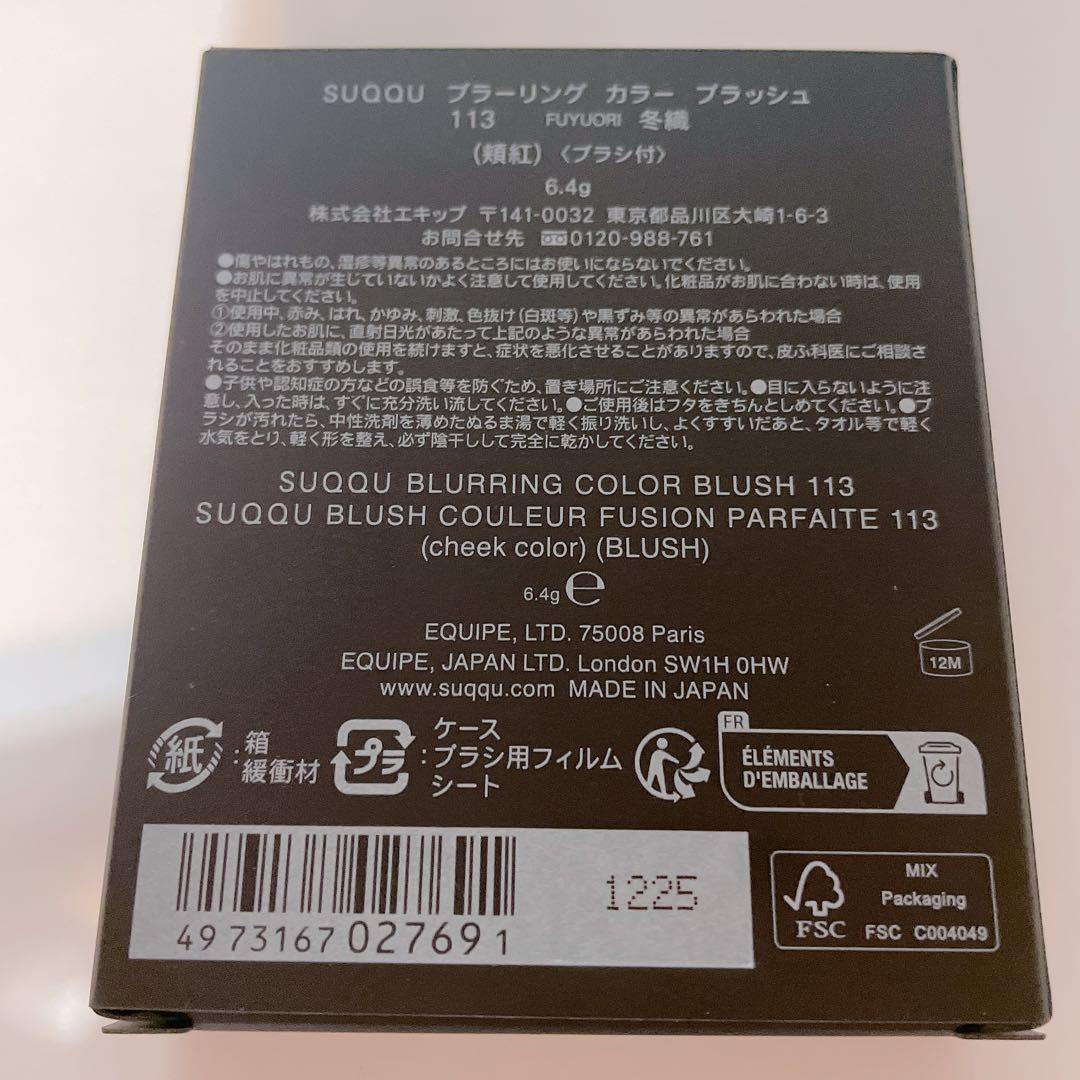 SUQQU ブラーリング カラー ブラッシュ
113 FUYUORI 冬織
(頬紅)〈ブラシ付〉
6.4g
株式会社エキップ 〒141-0032 東京都品川区大崎1-6-3
お問合せ先 0120-988-761
●傷やはれもの、湿疹等異常のあるところにはお使いにならないでください。
●お肌に異常が生じていないかよく注意して使用してください。化粧品がお肌に合わない時は、使用
を中止してください。
①使用中、赤み、はれ、かゆみ、刺激、色抜け(白斑等)や黒ずみ等の異常があらわれた場合
②使用したお肌に、直射日光があたって上記のような異常があらわれた場合
そのまま化粧品類の使用を続けますと、症状を悪化させることがありますので、皮ふ科医にご相談さ
れることをおすすめします。
●子供や認知症の方などの誤食等を防ぐため、置き場所にご注意ください。●目に入らないように注
意し、入った時は、すぐに充分洗い流してください。●ご使用後はフタをきちんとしめてください。●ブ
ラシが汚れたら、中性洗剤を薄めたぬるま湯で軽く振り洗いし、よくすすいだあと、タオル等で軽く
水気をとり、軽く形を整え、必ず陰干しして完全に乾かしてください。
SUQQU BLURRING COLOR BLUSH 113
SUQQU BLUSH COULEUR FUSION PARFAITE 113
(cheek color) (BLUSH)
6.4g ℮
EQUIPE, LTD. 75008 Paris
EQUIPE, JAPAN LTD. London SW1H 0HW
www.suqqu.com MADE IN JAPAN
12M
紙:箱
緩衝材
プラ:ケース
ブラシ用フィルム
シート
FR
ÉLÉMENTS
D'EMBALLAGE
4973167027691
1225
FSC
MIX
Packaging
FSC C004049